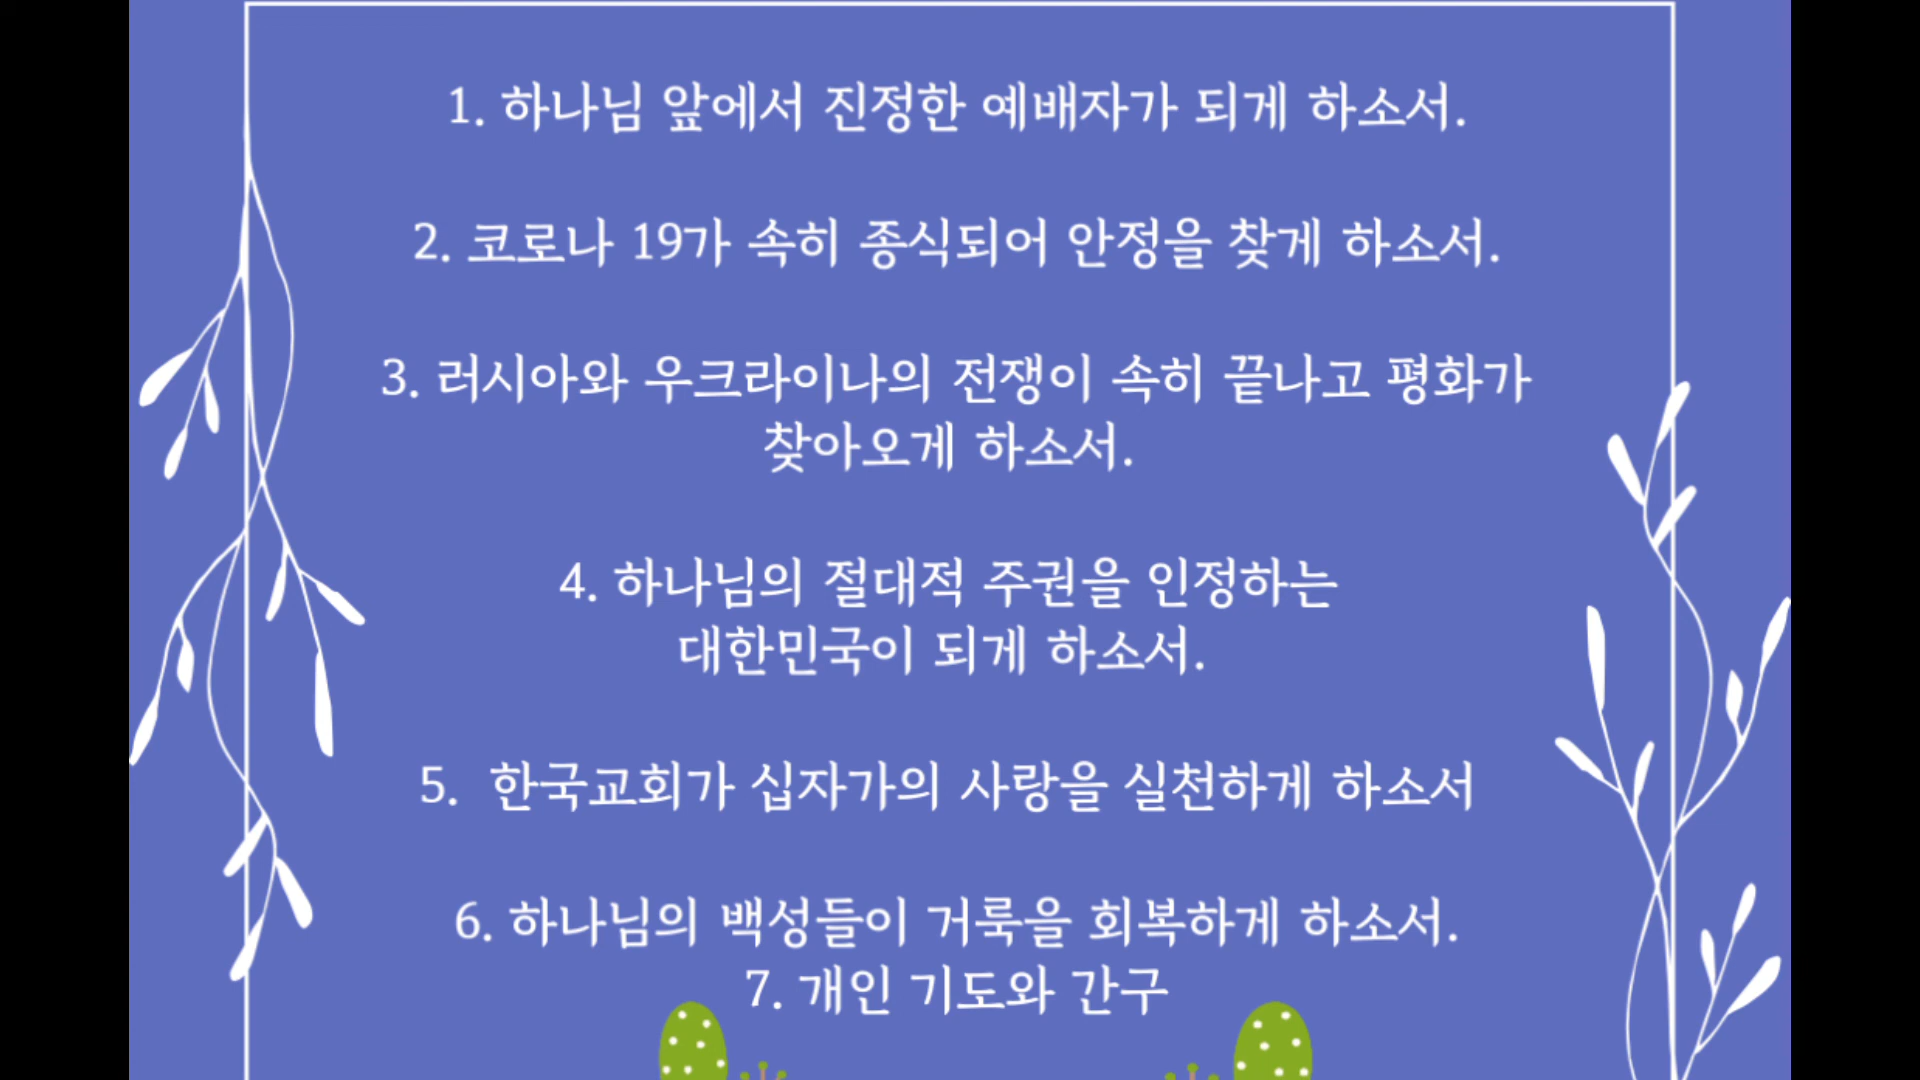 1. 하나님 앞에서 진정한 예배자가 되게 하소서.
2. 코로나 19가 속히 종식되어 안정을 찾게 하소서.
3. 러시아와 우크라이나의 전쟁이 속히 끝나고 평화가
찾아오게 하소서.
4. 하나님의 절대적 주권을 인정하는
대한민국이 되게 하소서.
5. 한국교회가 십자가의 사랑을 실천하게 하소서
6. 하나님의 백성들이 거룩을 회복하게 하소서.
7. 개인 기도와 간구